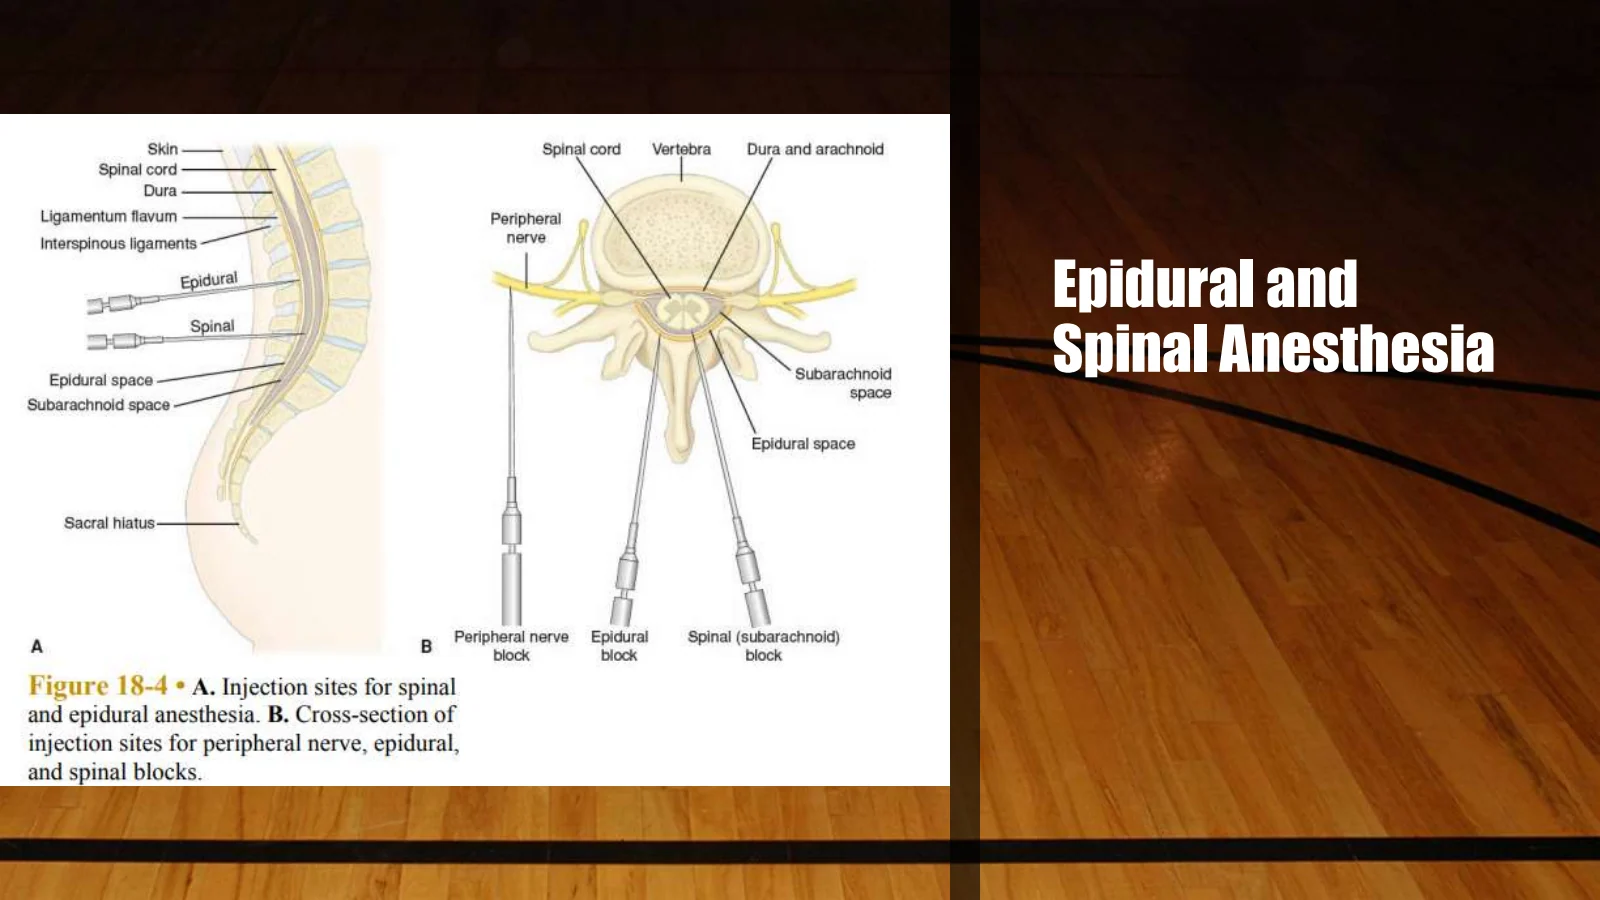 Skin
Spinal cord
Dura
Ligamentum flavum
Interspinous ligaments
Epidural
Spinal
Epidural space
Subarachnoid space
Sacral hiatus
A
Spinal cord
Vertebra
Dura and arachnoid
Peripheral
nerve
Subarachnoid
space
Epidural space
Peripheral nerve
block
Epidural
block
Spinal (subarachnoid)
block
B
Figure 18-4 • A. Injection sites for spinal
and epidural anesthesia. B. Cross-section of
injection sites for peripheral nerve, epidural,
and spinal blocks.
Epidural and
Spinal Anesthesia